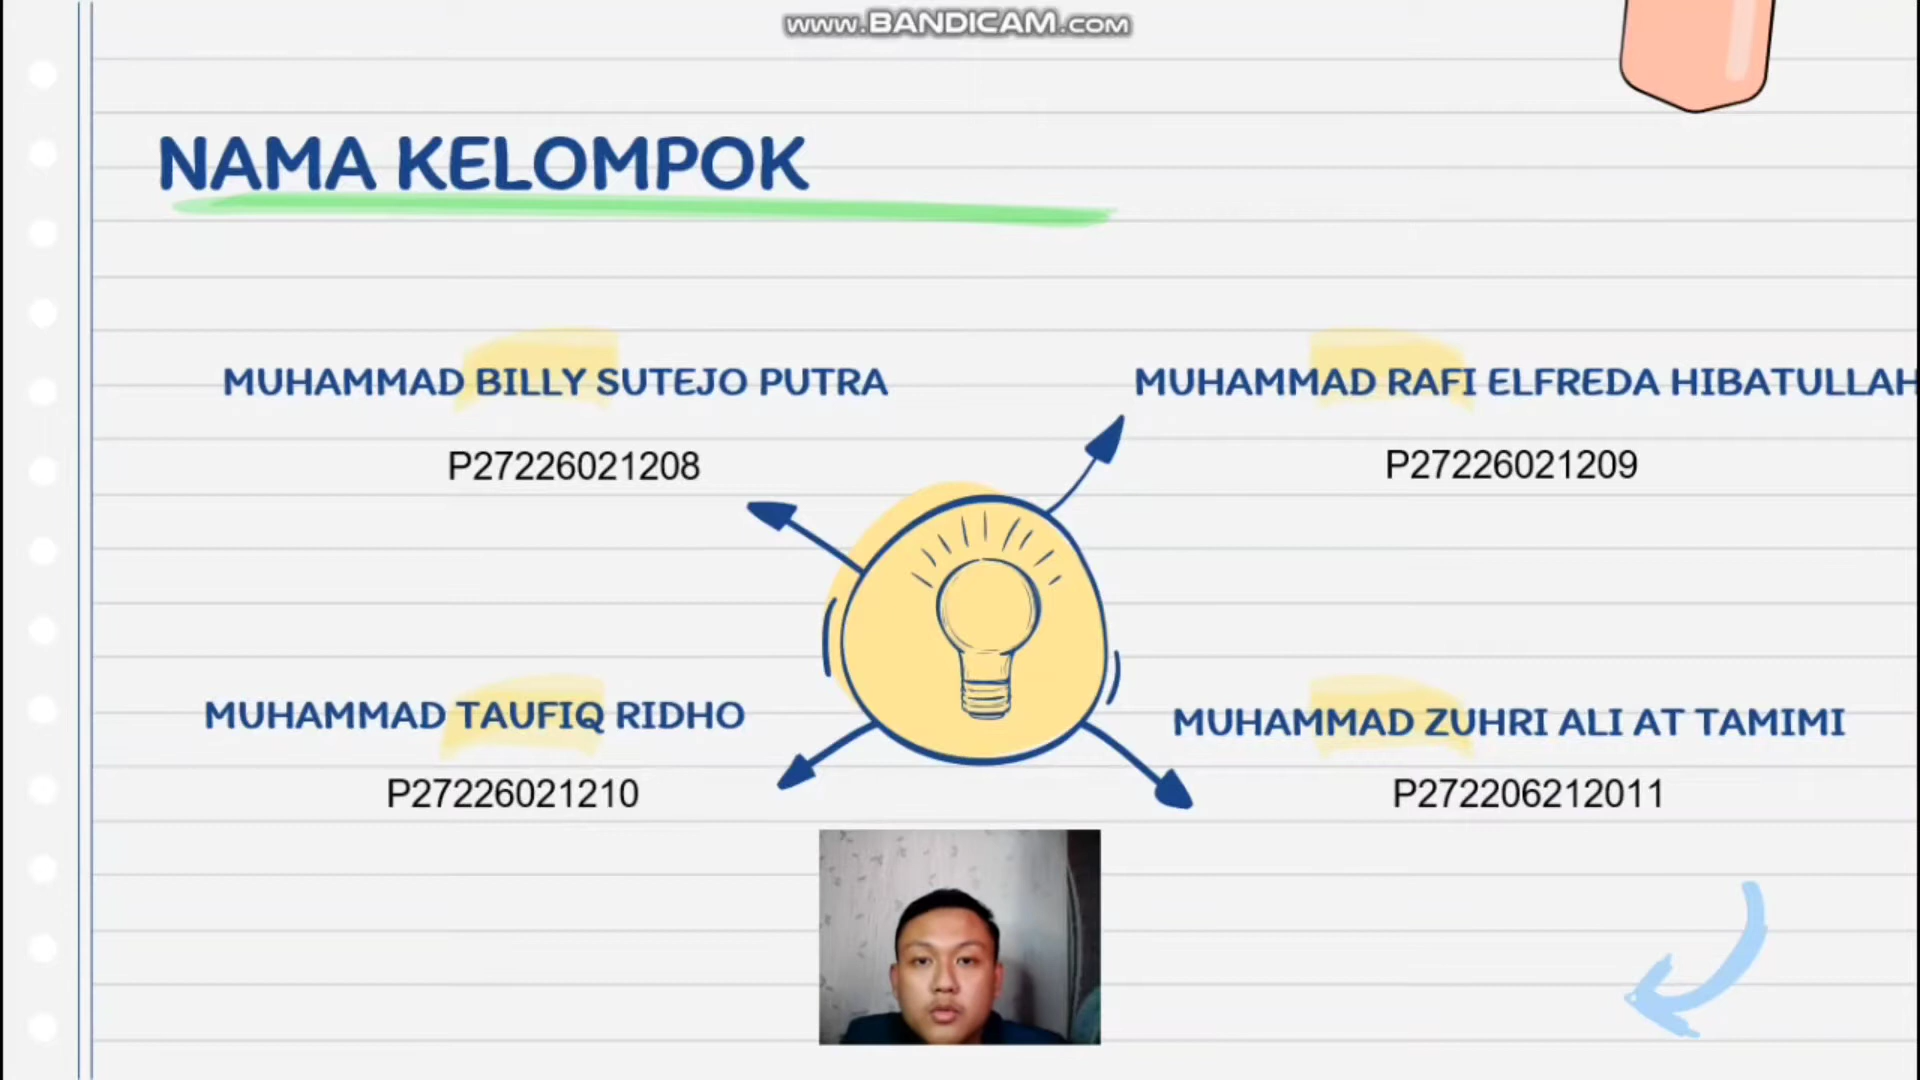 www.BANDICAM.com
NAMA KELOMPOK
MUHAMMAD BILLY SUTEJO PUTRA
P27226021208
MUHAMMAD RAFI ELFREDA HIBATULLAH
P27226021209
MUHAMMAD TAUFIQ RIDHO
P27226021210
MUHAMMAD ZUHRI ALI AT TAMIMI
P272206212011